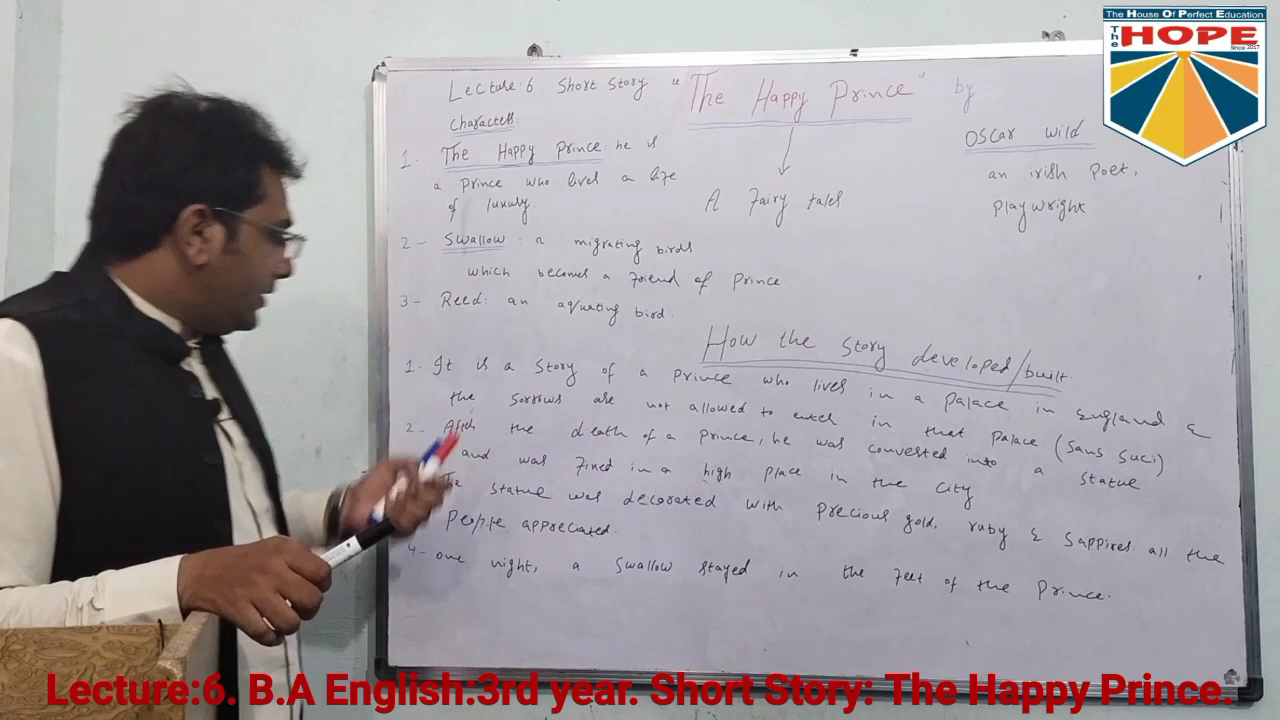 The House Of Perfect Education
The HOPE
Since 2017
Lecture:6 Short Story "The Happy Prince" by
Characters:
Oscar Wild
an irish Poet,
Playwright.
A Fairy tales
1. The Happy Prince: he is
a prince who lives a life
of luxury.
2- Swallow: a migrating birds
which becomes a friend of Prince.
3- Reed: an aquating bird.
How the Story developed/built.
1. It is a Story of a Prince who lives in a Palace in England &
the sorrows are not allowed to enter in that Palace (Sans Suci)
2- After the death of a Prince, he was converted into a statue
and was fixed in a high place in the city
The statue was decorated with Precious gold, ruby & Sappires. all the
People appreciated.
4- one night, a Swallow stayed in the feet of the Prince.
Lecture:6. B.A English:3rd year. Short Story: The Happy Prince.